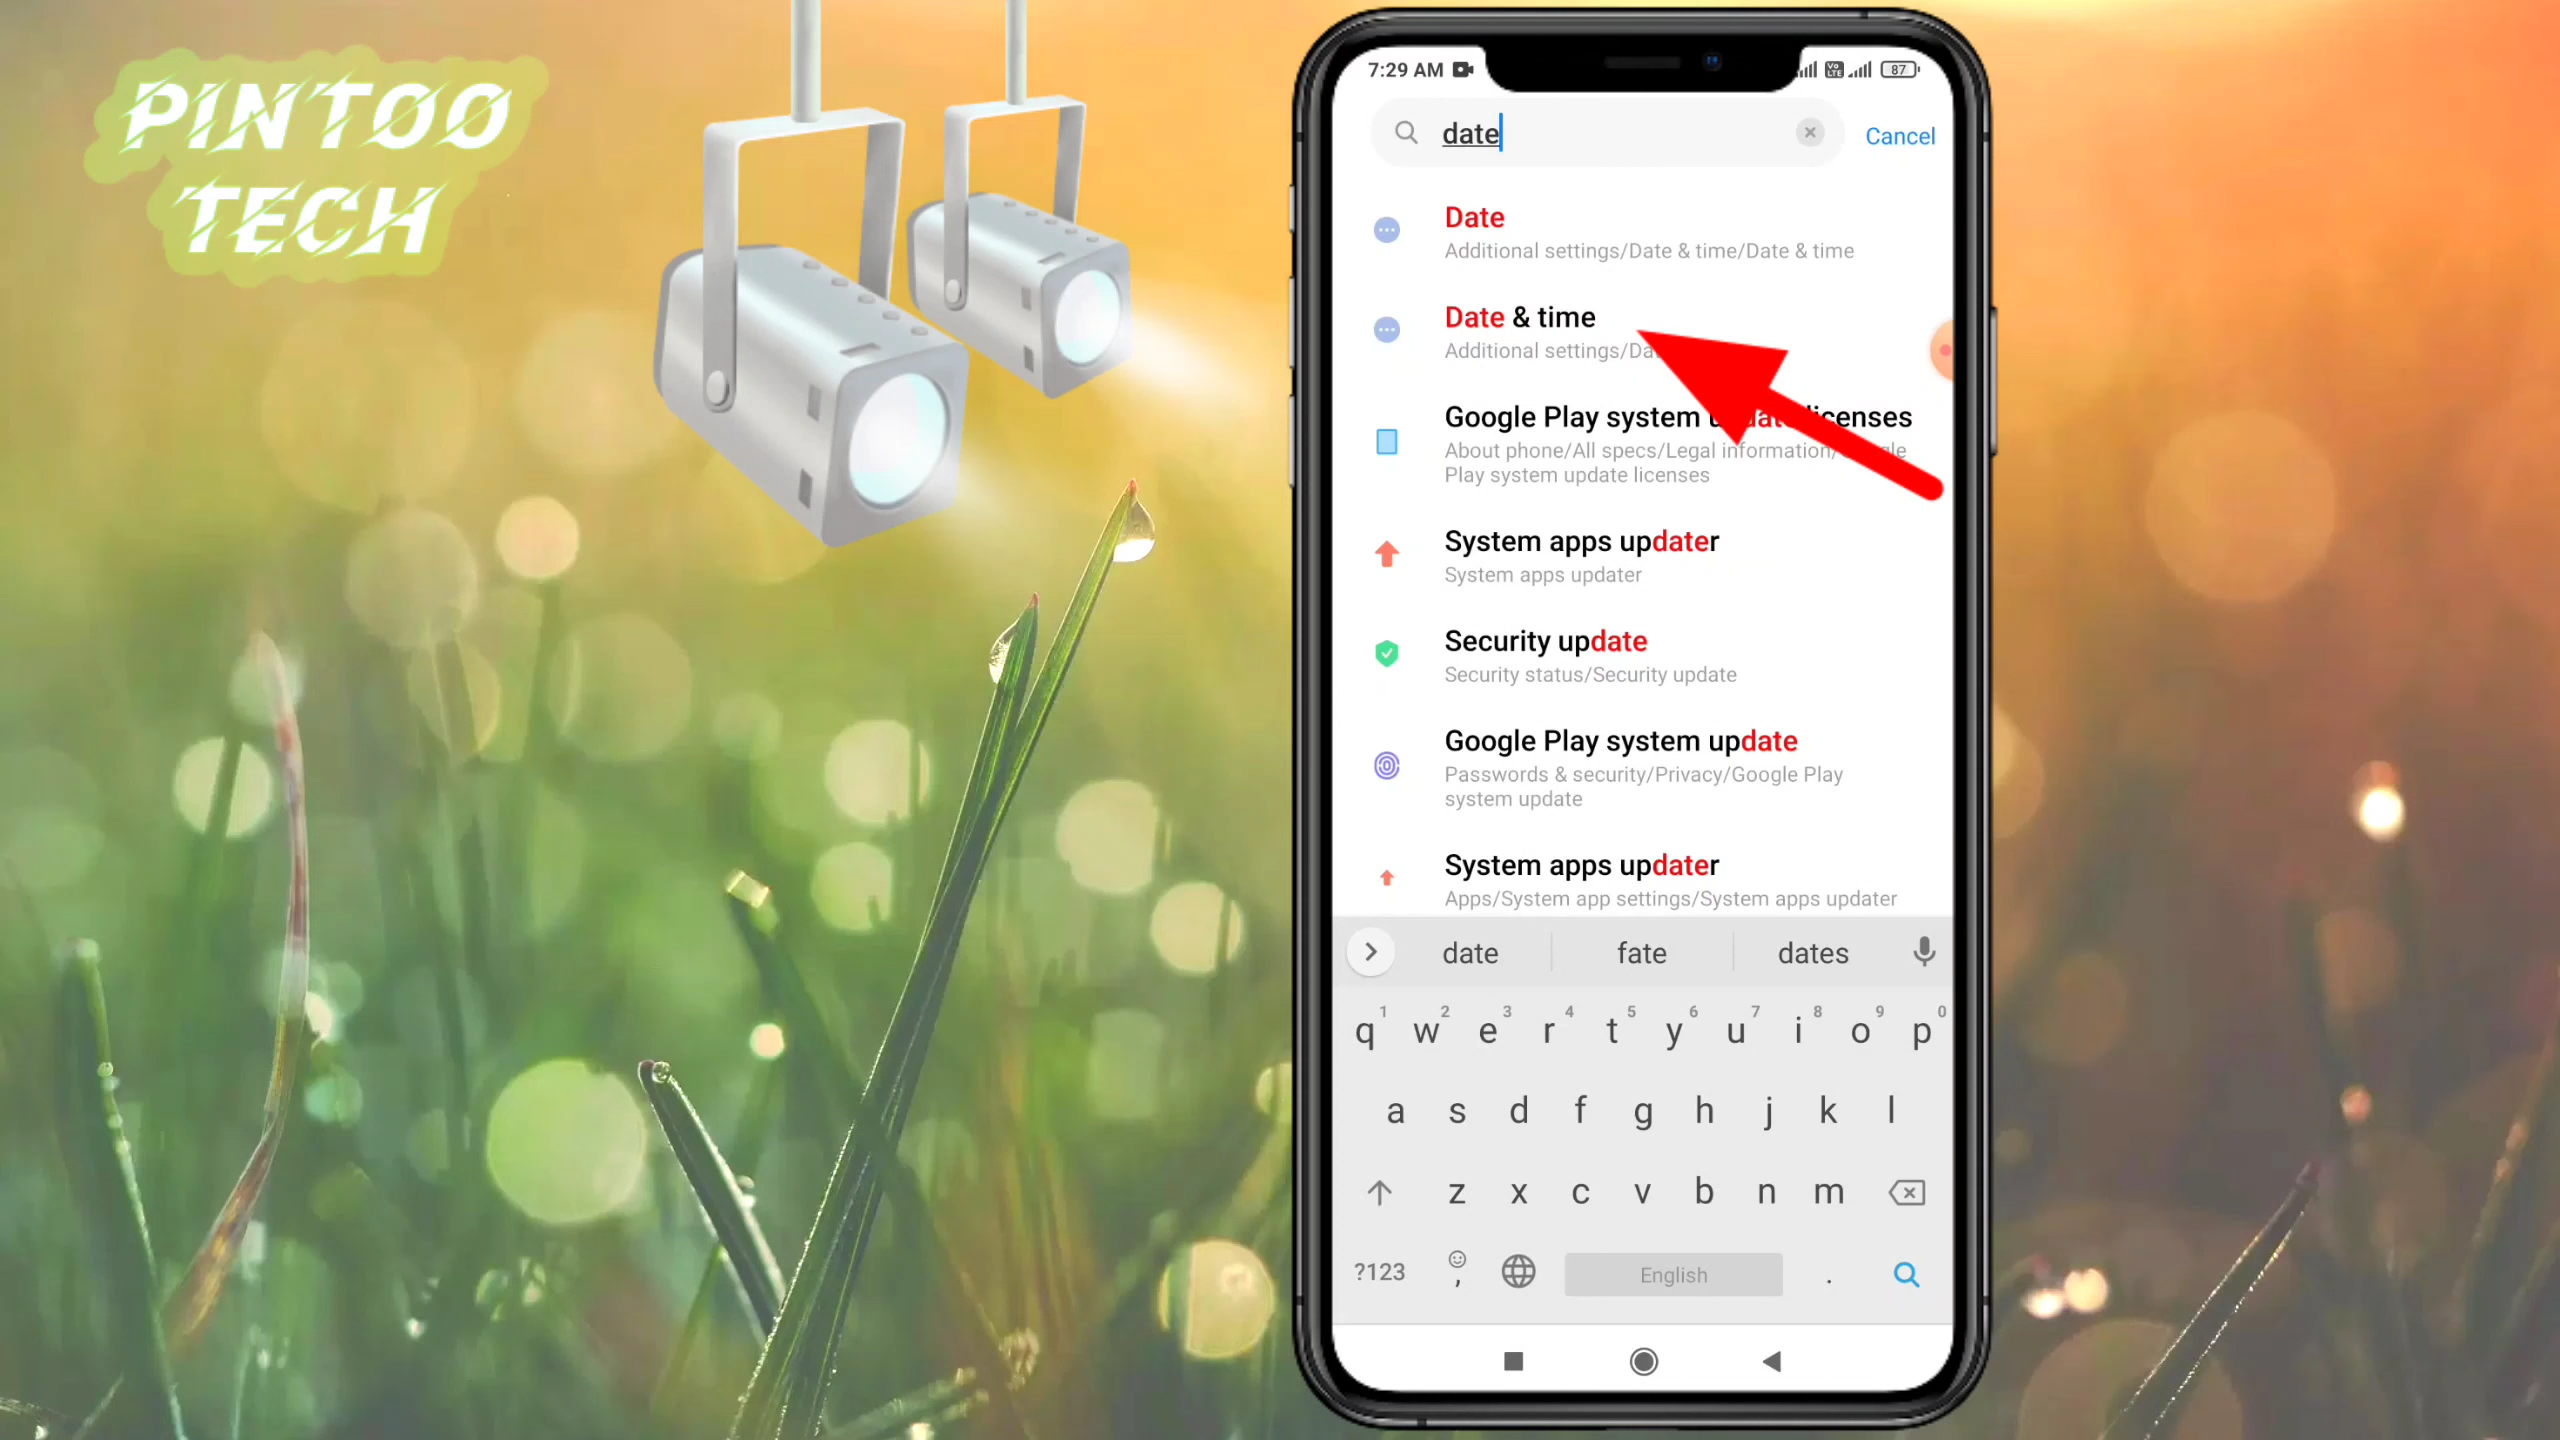 PINTOO
TECH
7:29 AM
87
date
Cancel
Date
Additional settings/Date & time/Date & time
Date & time
Additional settings/Da
Google Play system update licenses
About phone/All specs/Legal information/Google
Play system update licenses
System apps updater
System apps updater
Security update
Security status/Security update
Google Play system update
Passwords & security/Privacy/Google Play
system update
System apps updater
Apps/System app settings/System apps updater
date fate dates
1 2 3 4 5 6 7 8 9 0
q w e r t y u i o p
a s d f g h j k l
z x c v b n m
?123 , English .